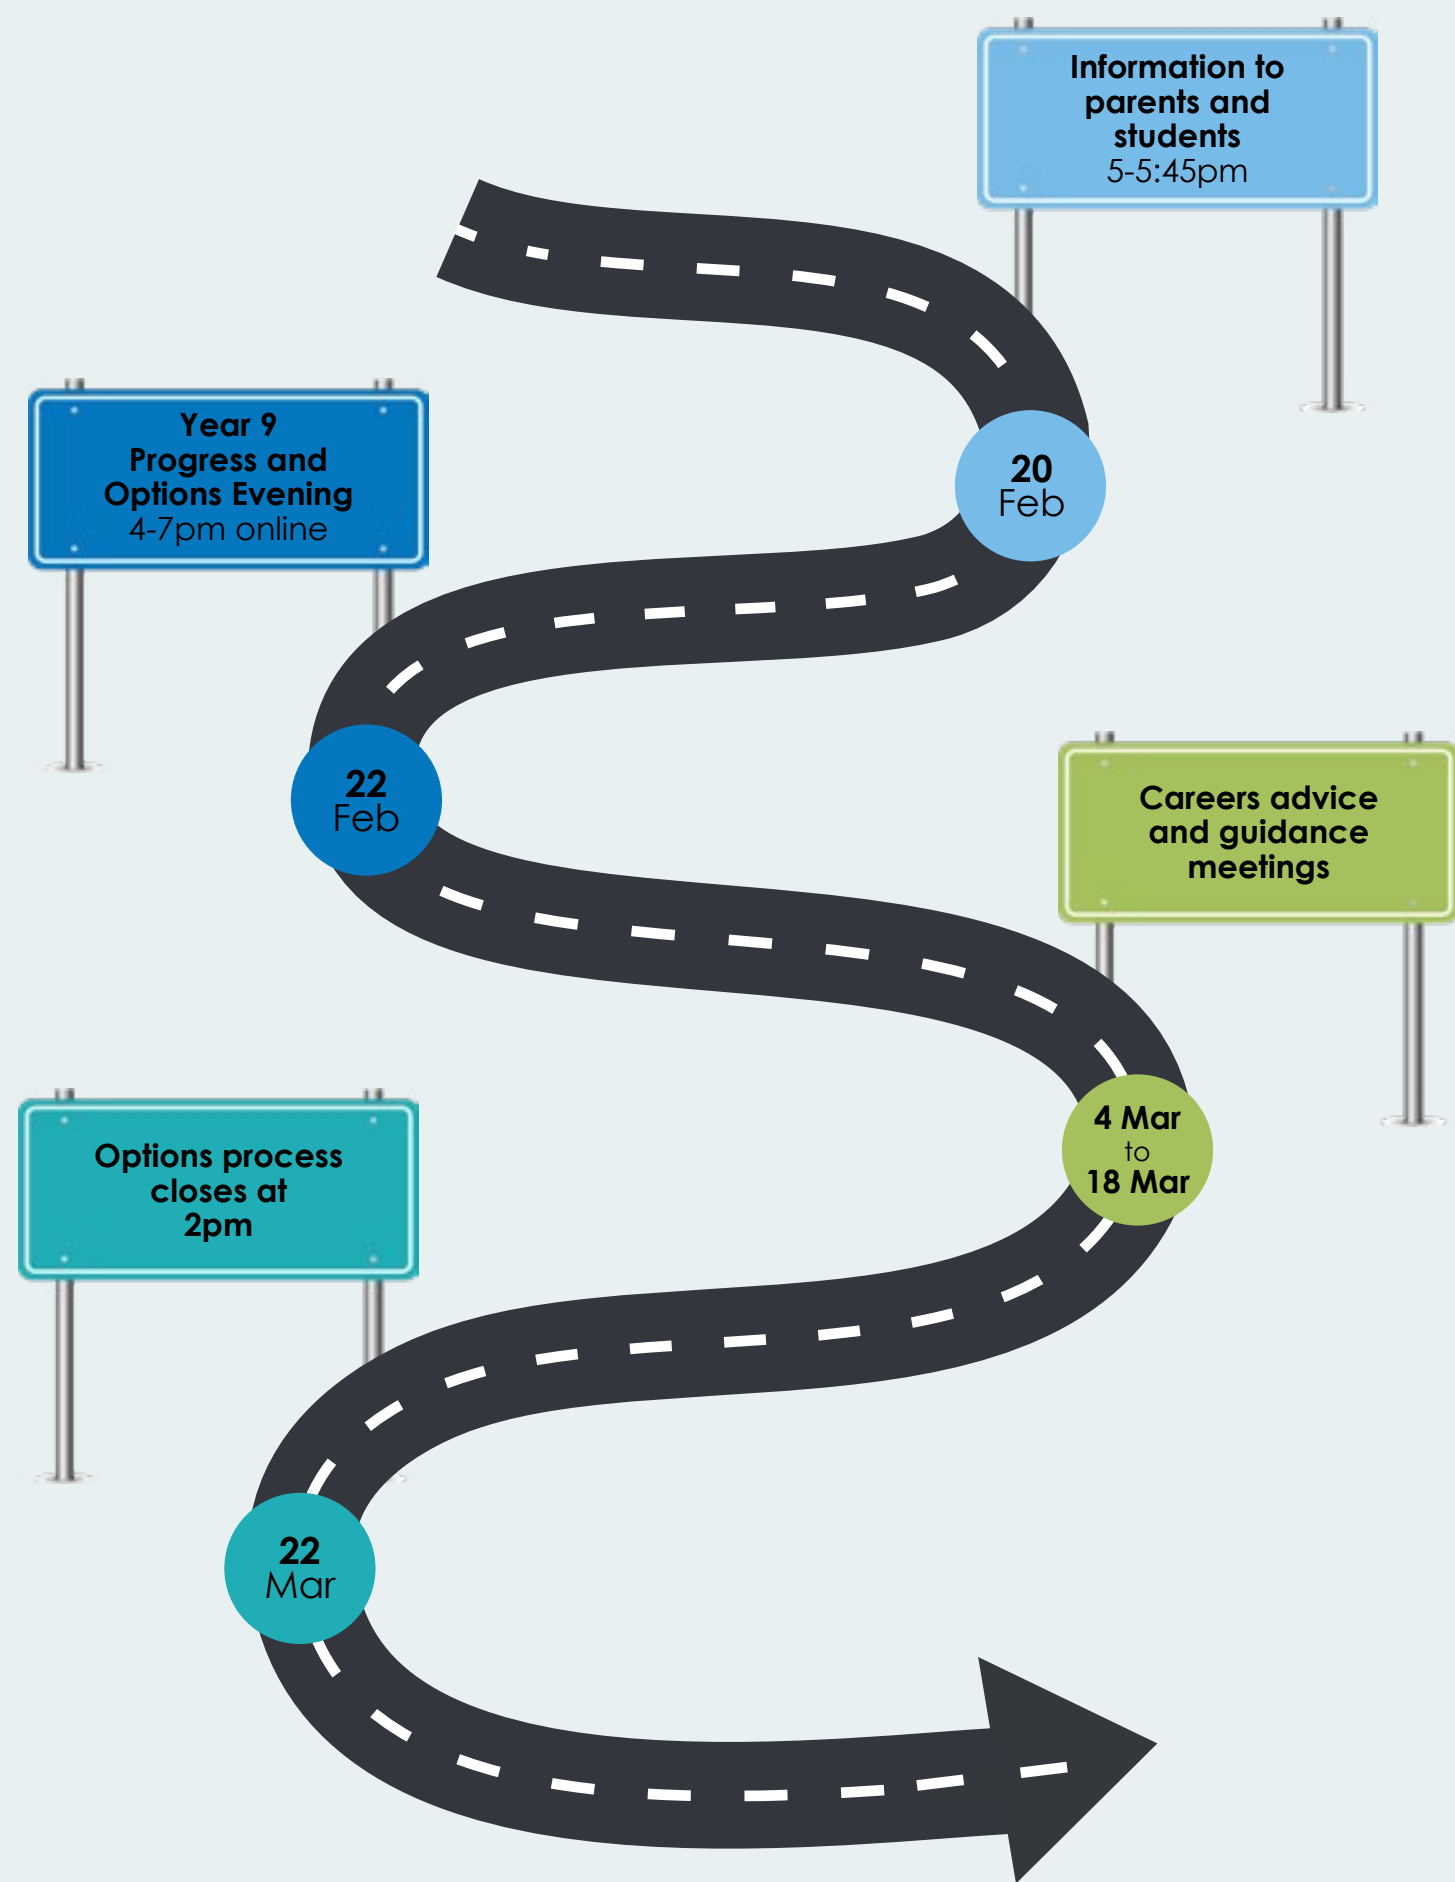 Information to
parents and
students
5-5:45pm
20
Feb
Year 9
Progress and
Options Evening
4-7pm online
22
Feb
Careers advice
and guidance
meetings
4 Mar
to
18 Mar
Options process
closes at
2pm
22
Mar